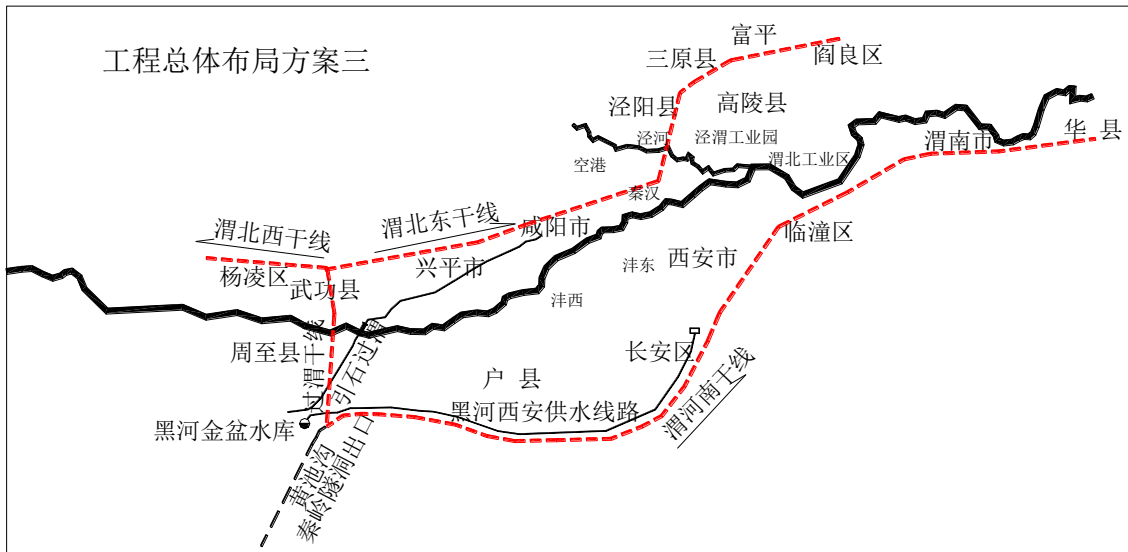 工程总体布局方案三
富平
三原县
阎良区
泾阳县
高陵县
泾河
泾渭工业园
渭北工业区
空港
秦汉
渭南市
华 县
渭北西干线
渭北东干线
咸阳市
临潼区
杨凌区
武功县
兴平市
沣东
西安市
沣西
周至县
过渭干线
引石过渭
长安区
户 县
黑河西安供水线路
渭河南干线
黑河金盆水库
黄池沟
秦岭隧洞出口